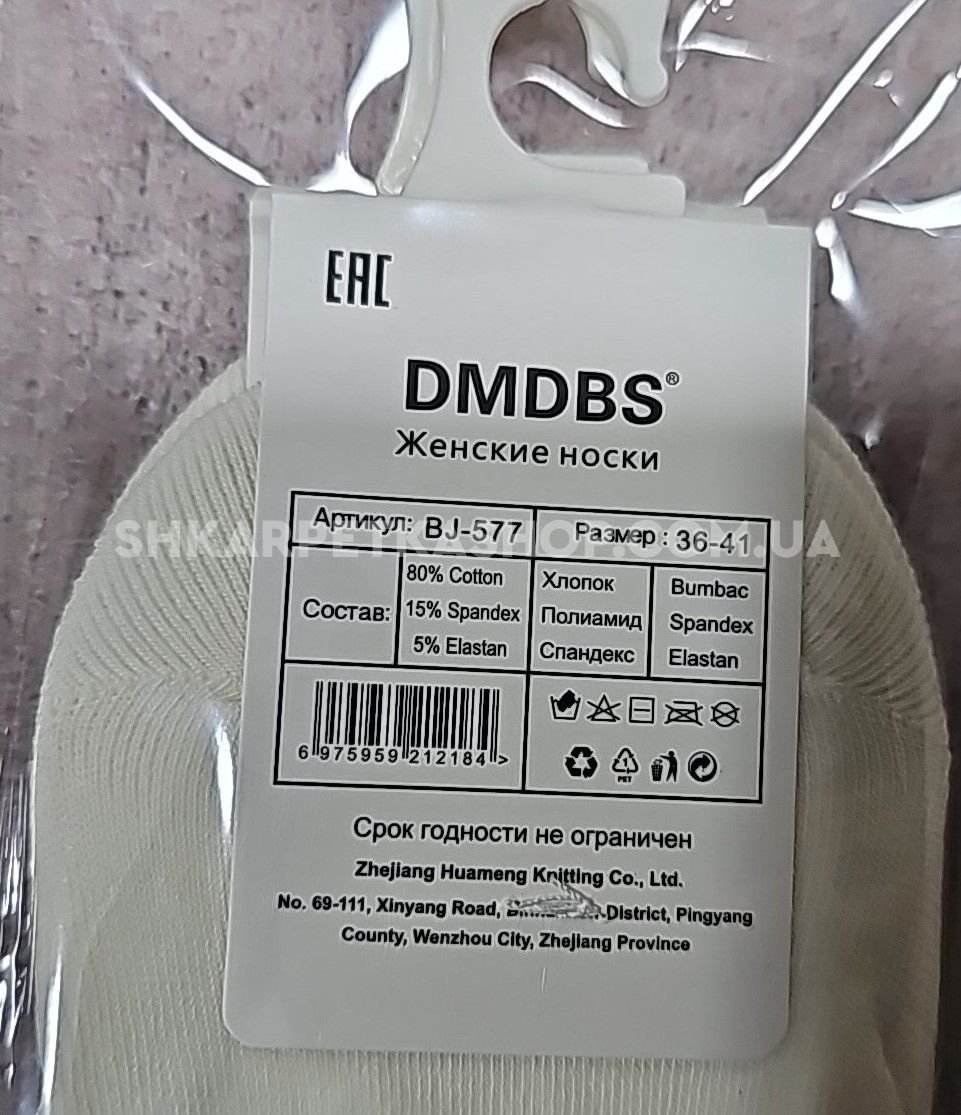 EAC
DMDBS®
Женские носки
Артикул: BJ-577 Размер : 36-41
SHKARPETKASHOP.COM.UA
Состав:
80% Cotton Хлопок Bumbac
15% Spandex Полиамид Spandex
5% Elastan Спандекс Elastan
6 975959 212184 >
1
PET
Срок годности не ограничен
Zhejiang Huameng Knitting Co., Ltd.
No. 69-111, Xinyang Road, District, Pingyang
County, Wenzhou City, Zhejiang Province